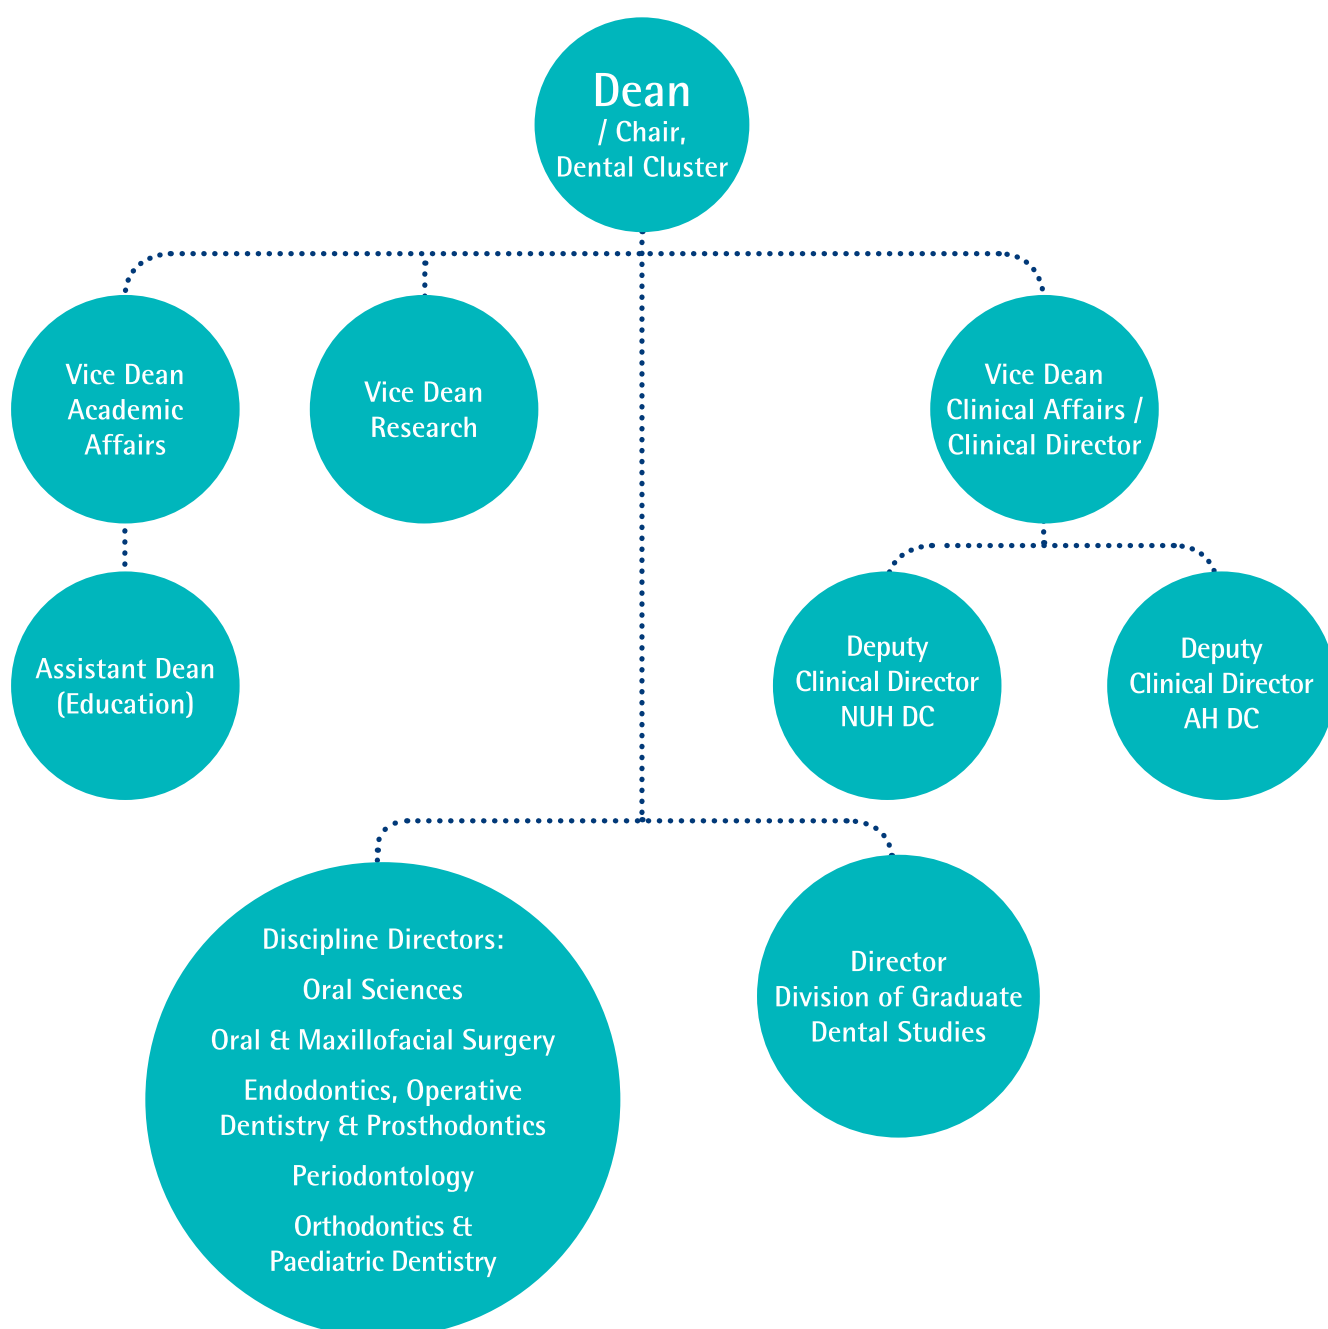 Dean
/ Chair,
Dental Cluster
Vice Dean
Academic
Affairs
Vice Dean
Research
Vice Dean
Clinical Affairs /
Clinical Director
Assistant Dean
(Education)
Deputy
Clinical Director
NUH DC
Deputy
Clinical Director
AH DC
Discipline Directors:
Oral Sciences
Oral & Maxillofacial Surgery
Endodontics, Operative
Dentistry & Prosthodontics
Periodontology
Orthodontics &
Paediatric Dentistry
Director
Division of Graduate
Dental Studies